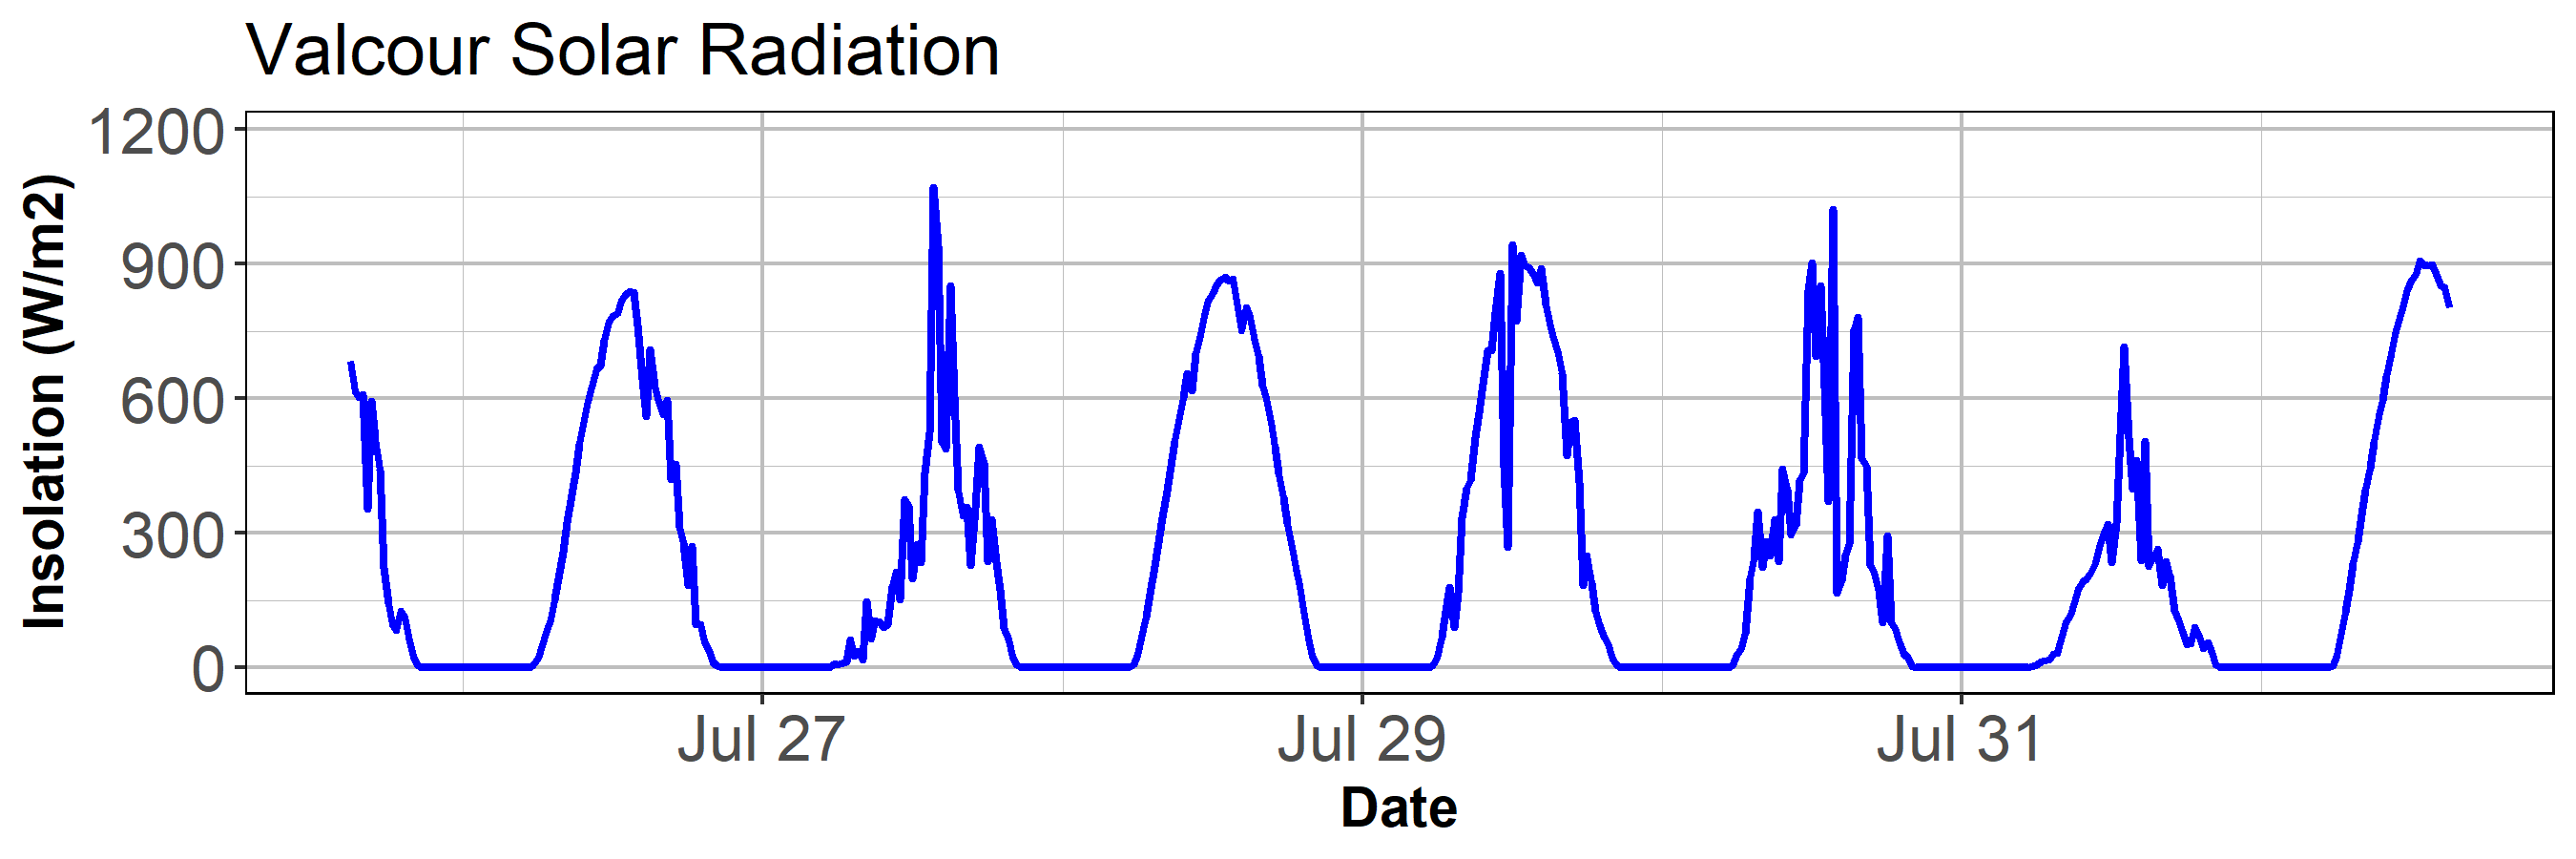 Valcour Solar Radiation
1200
900
600
300
0
Insolation (W/m2)
Jul 27
Jul 29
Jul 31
Date